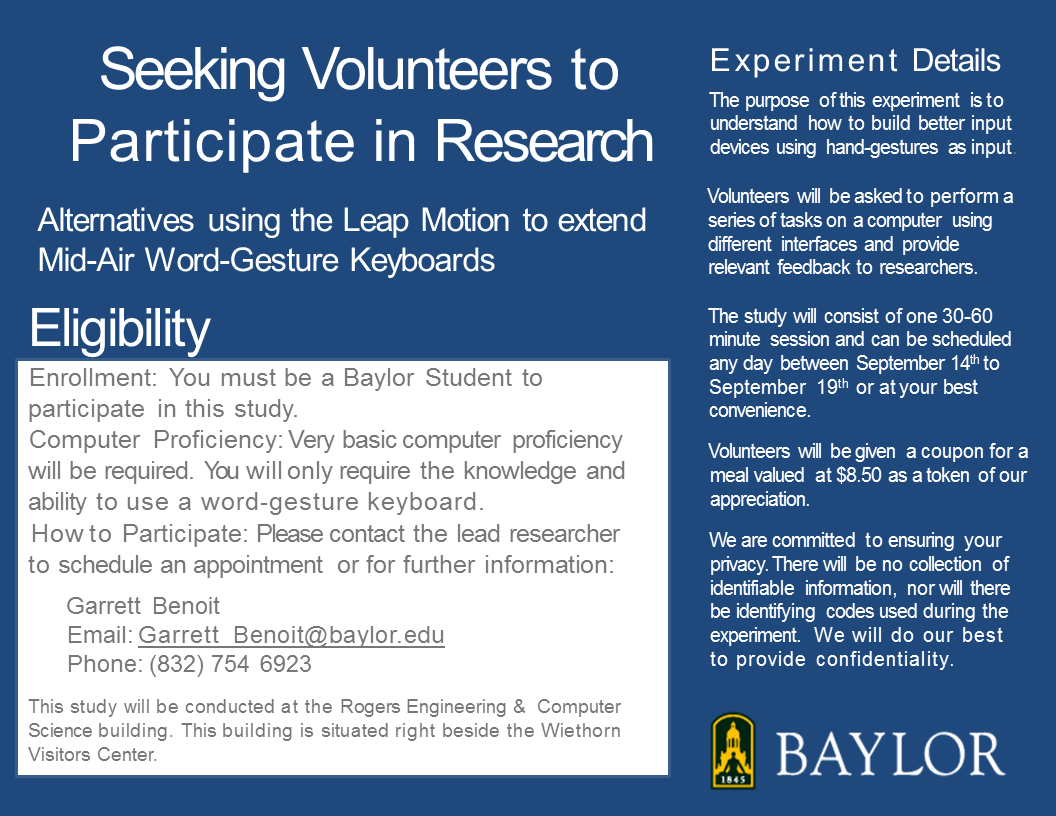 Seeking Volunteers to
Participate in Research
Alternatives using the Leap Motion to extend
Mid-Air Word-Gesture Keyboards
Eligibility
Enrollment: You must be a Baylor Student to
participate in this study.
Computer Proficiency: Very basic computer proficiency
will be required. You will only require the knowledge and
ability to use a word-gesture keyboard.
How to Participate: Please contact the lead researcher
to schedule an appointment or for further information:
Garrett Benoit
Email: Garrett_Benoit@baylor.edu
Phone: (832) 754 6923
This study will be conducted at the Rogers Engineering & Computer
Science building. This building is situated right beside the Wiethorn
Visitors Center.
Experiment Details
The purpose of this experiment is to
understand how to build better input
devices using hand-gestures as input.
Volunteers will be asked to perform a
series of tasks on a computer using
different interfaces and provide
relevant feedback to researchers.
The study will consist of one 30-60
minute session and can be scheduled
any day between September 14th to
September 19th or at your best
convenience.
Volunteers will be given a coupon for a
meal valued at $8.50 as a token of our
appreciation.
We are committed to ensuring your
privacy. There will be no collection of
identifiable information, nor will there
be identifying codes used during the
experiment. We will do our best
to provide confidentiality.
1845
BAYLOR